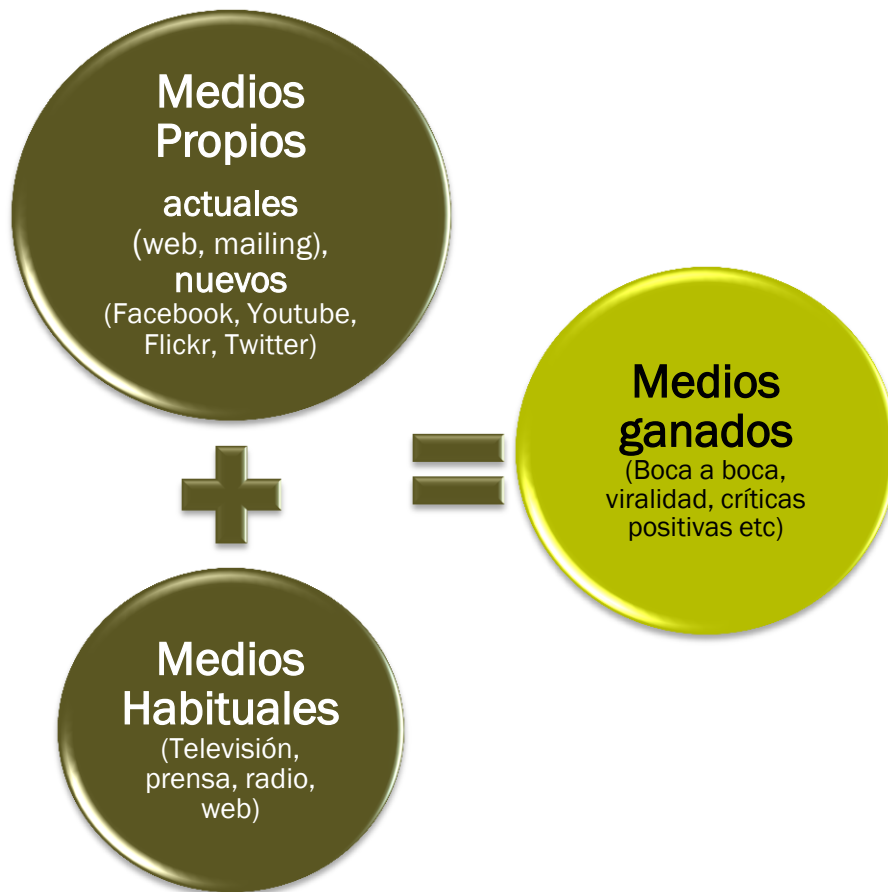 Medios
Propios
actuales
(web, mailing),
nuevos
(Facebook, Youtube,
Flickr, Twitter)
Medios
Habituales
(Televisión,
prensa, radio,
web)
Medios
ganados
(Boca a boca,
viralidad, críticas
positivas etc)